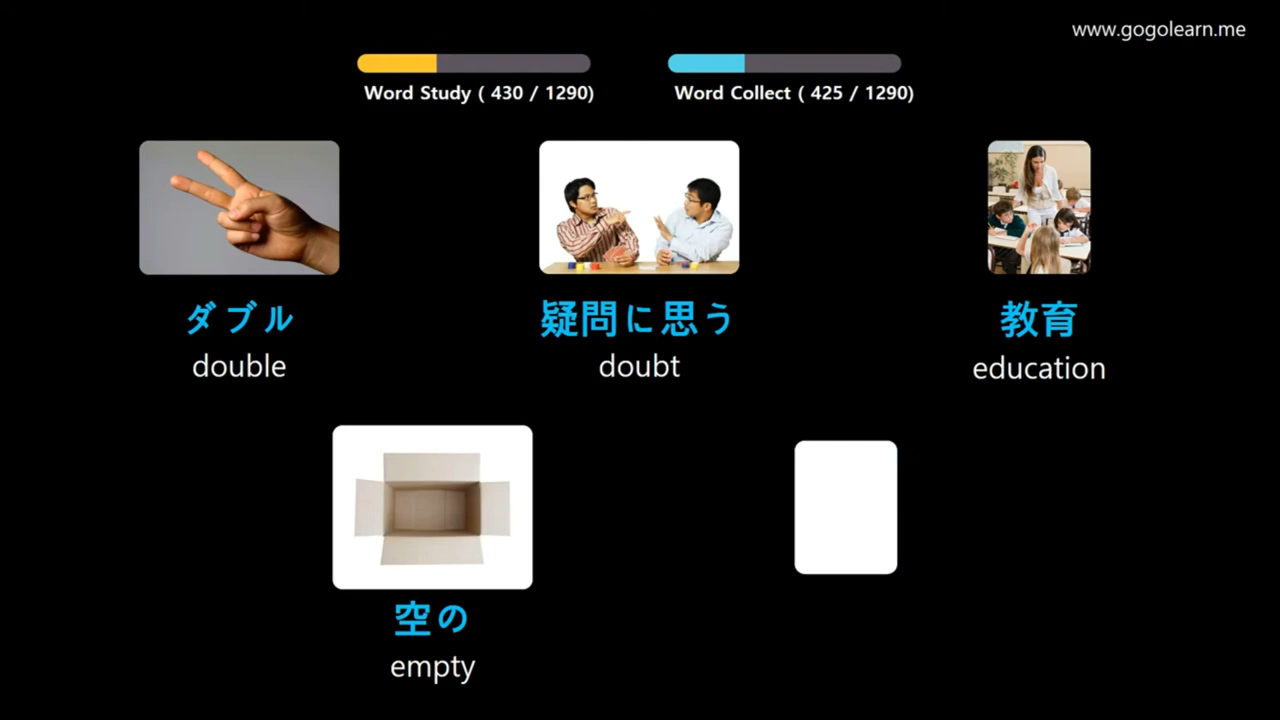 www.gogolearn.me
Word Study ( 430 / 1290)
Word Collect ( 425 / 1290)
ダブル
double
疑問に思う
doubt
教育
education
空の
empty